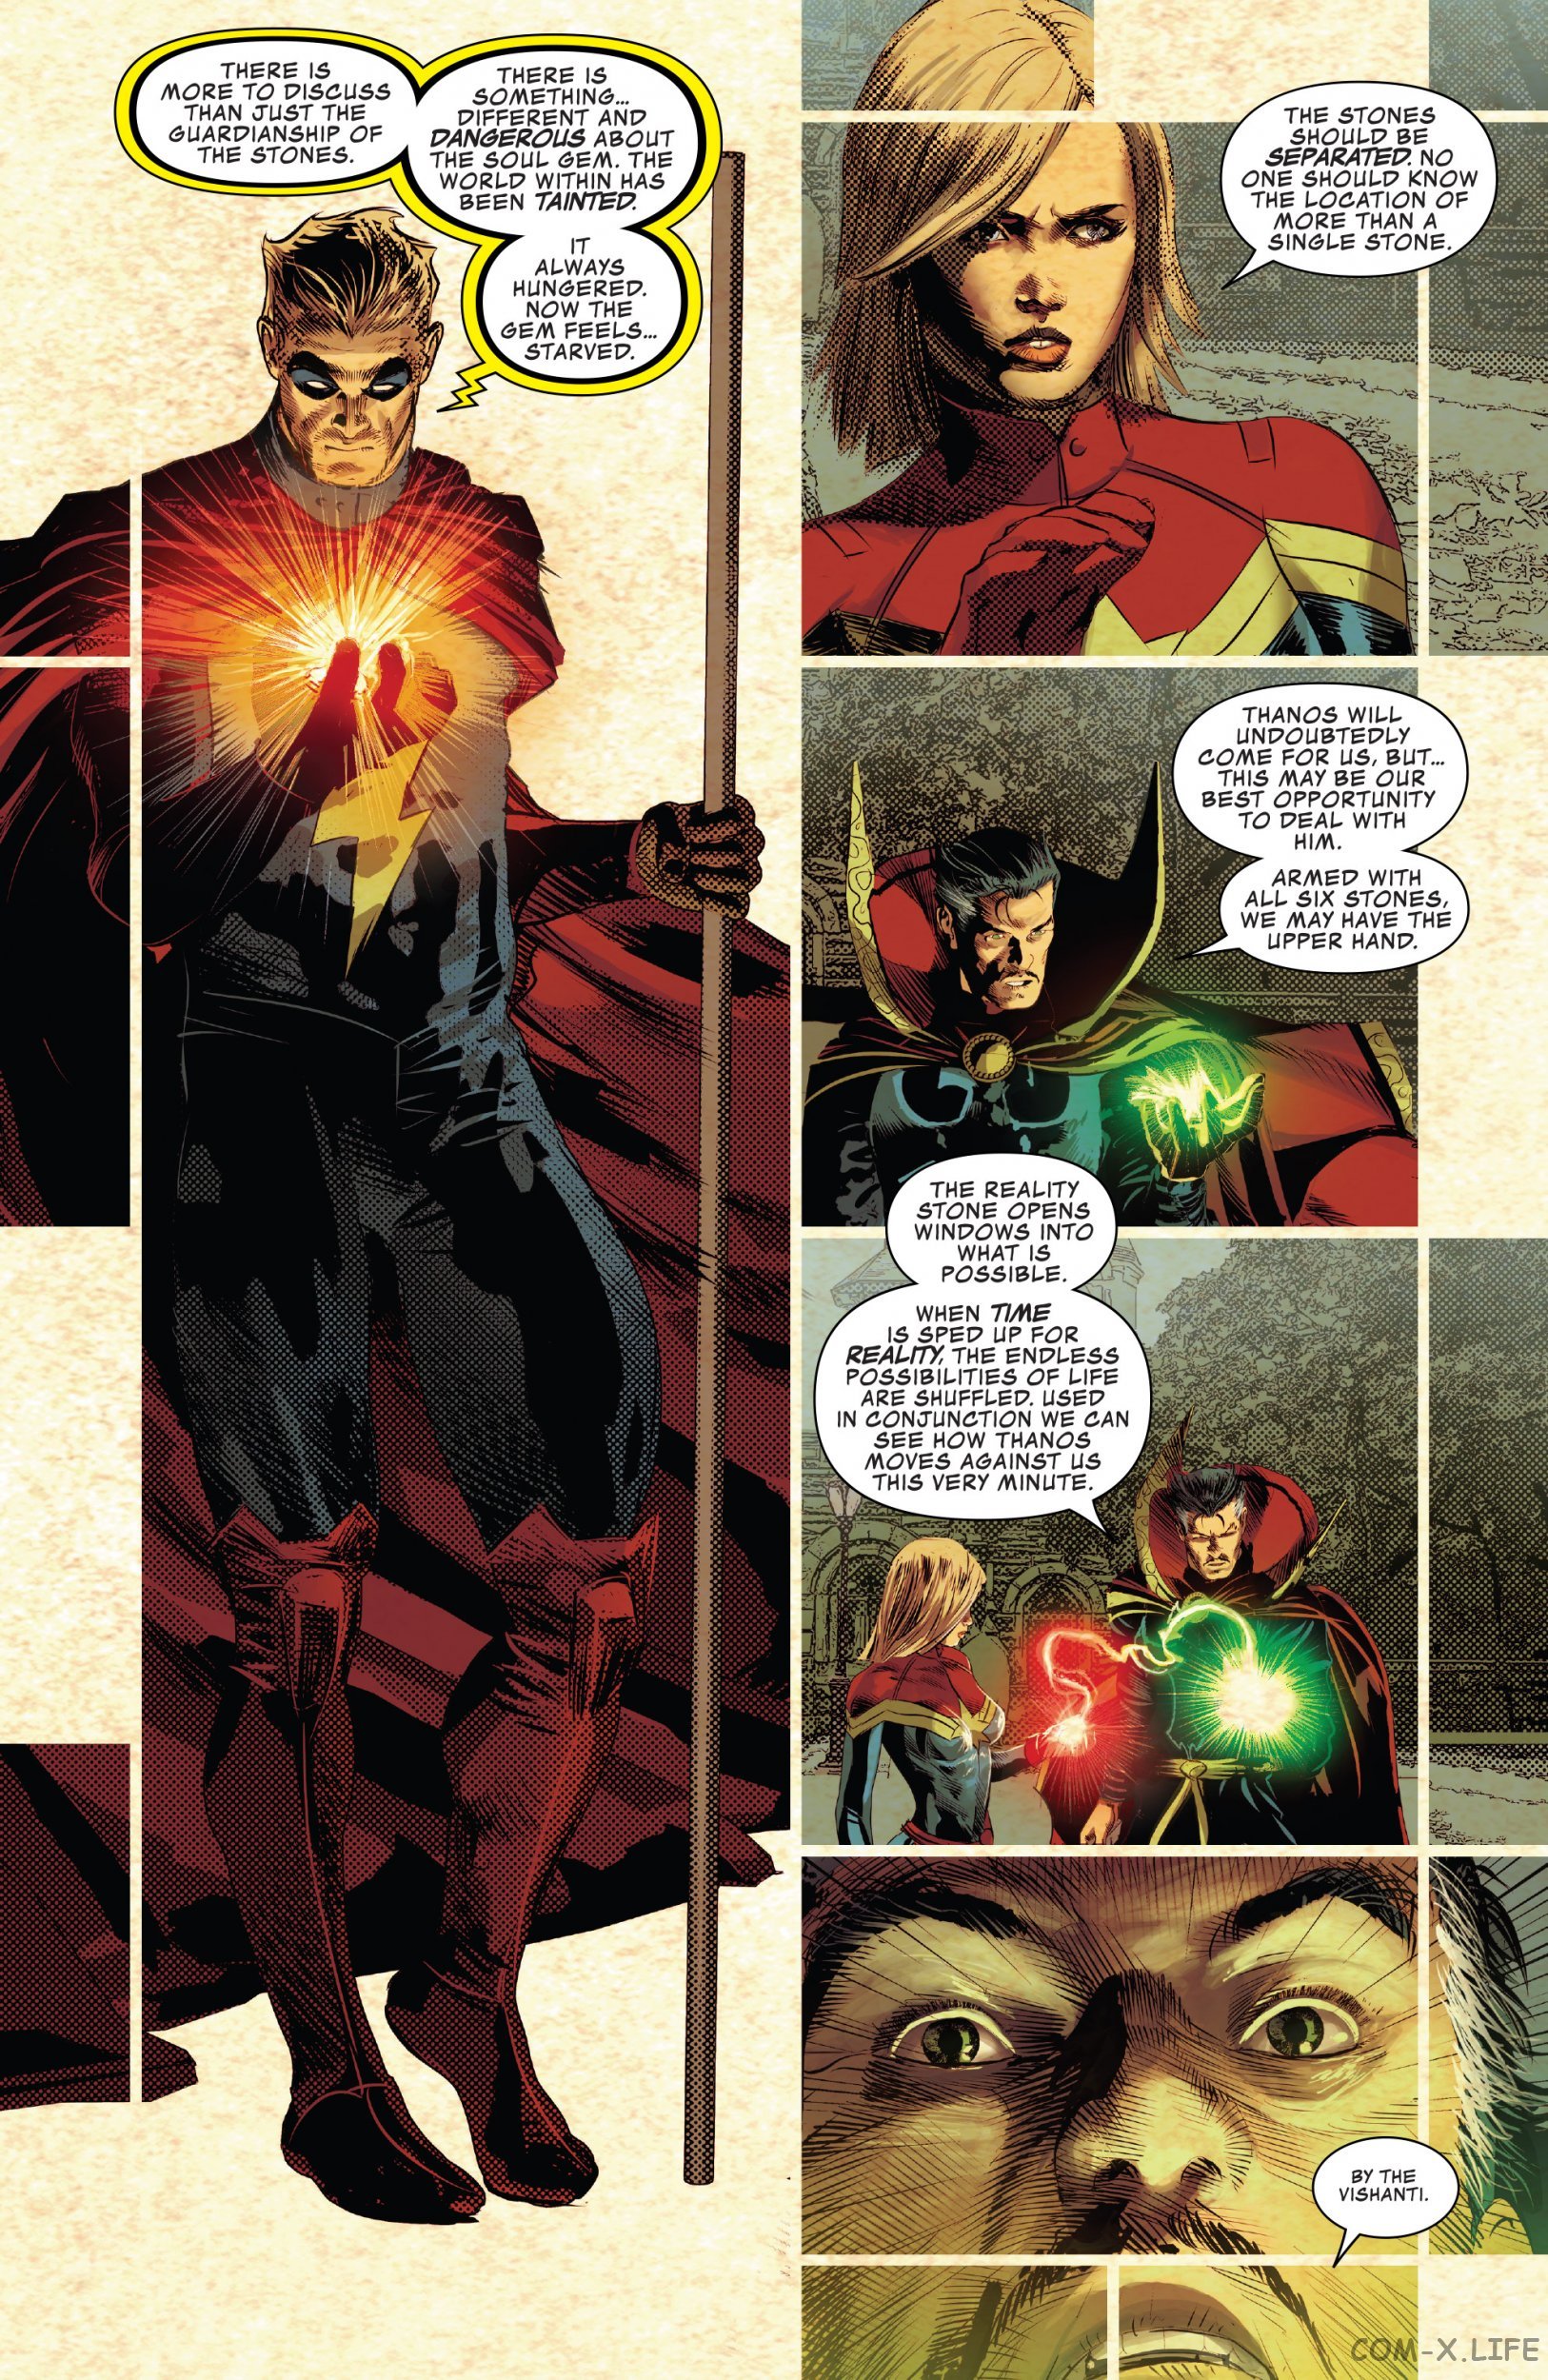 THERE IS
MORE TO DISCUSS
THAN JUST THE
GUARDIANSHIP OF
THE STONES.
THERE IS
SOMETHING...
DIFFERENT AND
DANGEROUS ABOUT
THE SOUL GEM. THE
WORLD WITHIN HAS
BEEN TAINTED.
IT
ALWAYS
HUNGERED.
NOW THE
GEM FEELS...
STARVED.
THE STONES
SHOULD BE
SEPARATED. NO
ONE SHOULD KNOW
THE LOCATION OF
MORE THAN A
SINGLE STONE.
THANOS WILL
UNDOUBTEDLY
COME FOR US, BUT...
THIS MAY BE OUR
BEST OPPORTUNITY
TO DEAL WITH
HIM.
ARMED WITH
ALL SIX STONES,
WE MAY HAVE THE
UPPER HAND.
THE REALITY
STONE OPENS
WINDOWS INTO
WHAT IS
POSSIBLE.
WHEN TIME
IS SPED UP FOR
REALITY, THE ENDLESS
POSSIBILITIES OF LIFE
ARE SHUFFLED. USED
IN CONJUNCTION WE CAN
SEE HOW THANOS
MOVES AGAINST US
THIS VERY MINUTE.
BY THE
VISHANTI.
COM-X.LIFE